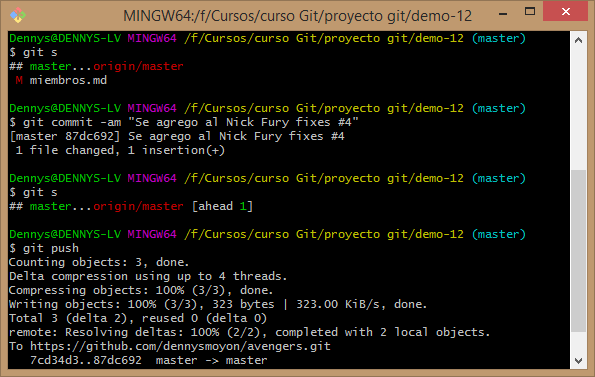 MINGW64:/f/Cursos/curso Git/proyecto git/demo-12
Dennys@DENNYS-LV MINGW64 /f/Cursos/curso Git/proyecto git/demo-12 (master)
$ git s
## master...origin/master
 M miembros.md
Dennys@DENNYS-LV MINGW64 /f/Cursos/curso Git/proyecto git/demo-12 (master)
$ git commit -am "Se agrego al Nick Fury fixes #4"
[master 87dc692] Se agrego al Nick Fury fixes #4
 1 file changed, 1 insertion(+)
Dennys@DENNYS-LV MINGW64 /f/Cursos/curso Git/proyecto git/demo-12 (master)
$ git s
## master...origin/master [ahead 1]
Dennys@DENNYS-LV MINGW64 /f/Cursos/curso Git/proyecto git/demo-12 (master)
$ git push
Counting objects: 3, done.
Delta compression using up to 4 threads.
Compressing objects: 100% (3/3), done.
Writing objects: 100% (3/3), 323 bytes | 323.00 KiB/s, done.
Total 3 (delta 2), reused 0 (delta 0)
remote: Resolving deltas: 100% (2/2), completed with 2 local objects.
To https://github.com/dennysmoyon/avengers.git
   7cd34d3..87dc692  master -> master